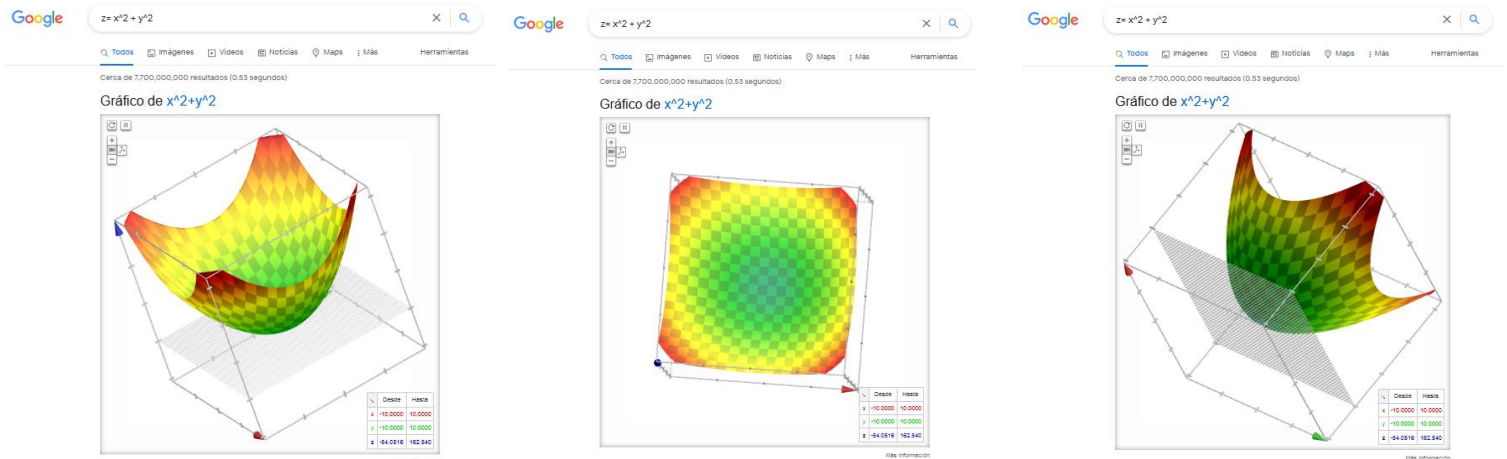 Google
z= x^2 + y^2
Todos Imágenes Videos Noticias Maps Más Herramientas
Cerca de 7,700,000,000 resultados (0.53 segundos)
Gráfico de x^2+y^2
Desde Hasta
x -10.0000 10.0000
y -10.0000 10.0000
z -54.0516 162.540
Google
z= x^2 + y^2
Todos Imágenes Videos Noticias Maps Más Herramientas
Cerca de 7,700,000,000 resultados (0.53 segundos)
Gráfico de x^2+y^2
Desde Hasta
x -10.0000 10.0000
y -10.0000 10.0000
z -54.0516 162.540
Más información
Google
z= x^2 + y^2
Todos Imágenes Videos Noticias Maps Más Herramientas
Cerca de 7,700,000,000 resultados (0.53 segundos)
Gráfico de x^2+y^2
Desde Hasta
x -10.0000 10.0000
y -10.0000 10.0000
z -54.0516 162.540